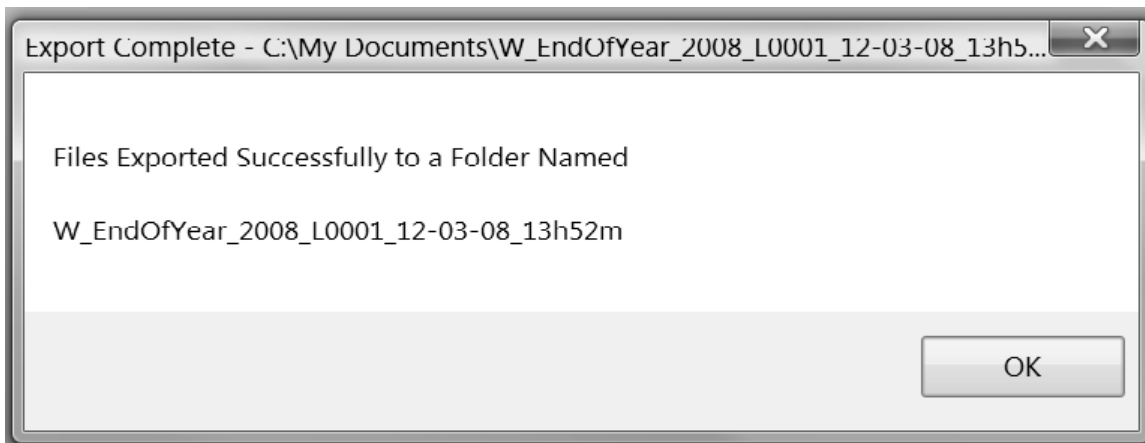 Export Complete - C:\My Documents\W_EndOfYear_2008_L0001_12-03-08_13h5...
Files Exported Successfully to a Folder Named
W_EndOfYear_2008_L0001_12-03-08_13h52m
OK